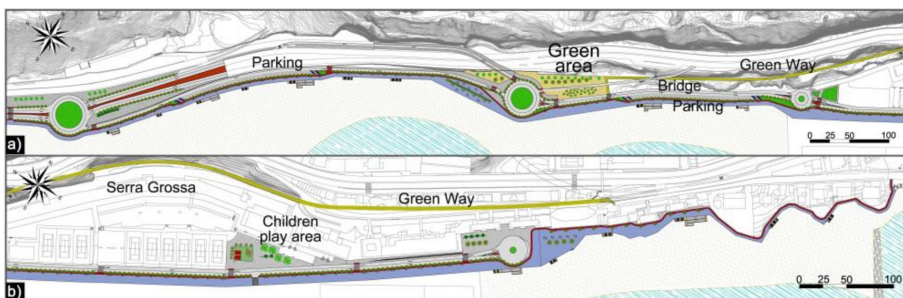 Parking
Green
area
Green Way
Bridge
Parking
0 25 50 100
a)
Serra Grossa
Green Way
Children
play area
0 25 50 100
b)